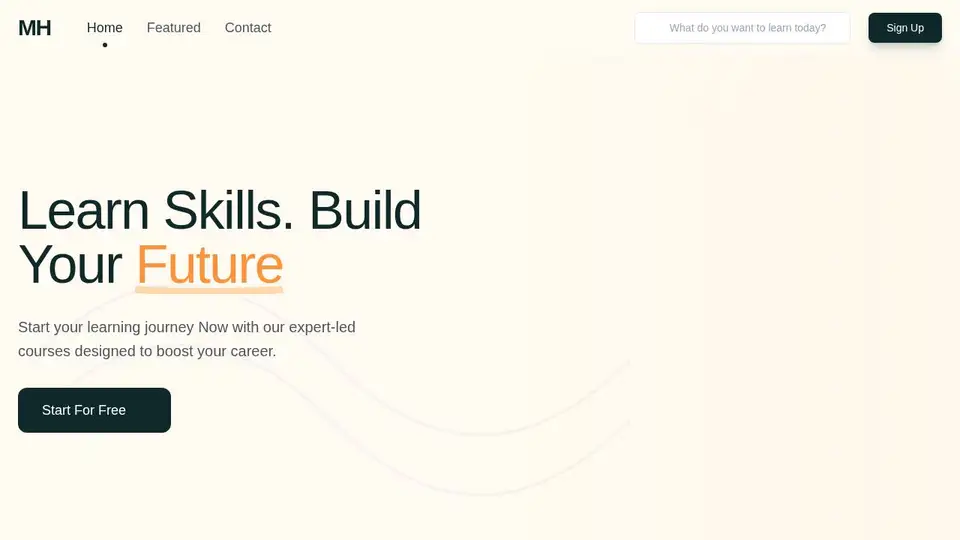 MH
Home
Featured
Contact
What do you want to learn today?
Sign Up
Learn Skills. Build
Your Future
Start your learning journey Now with our expert-led
courses designed to boost your career.
Start For Free